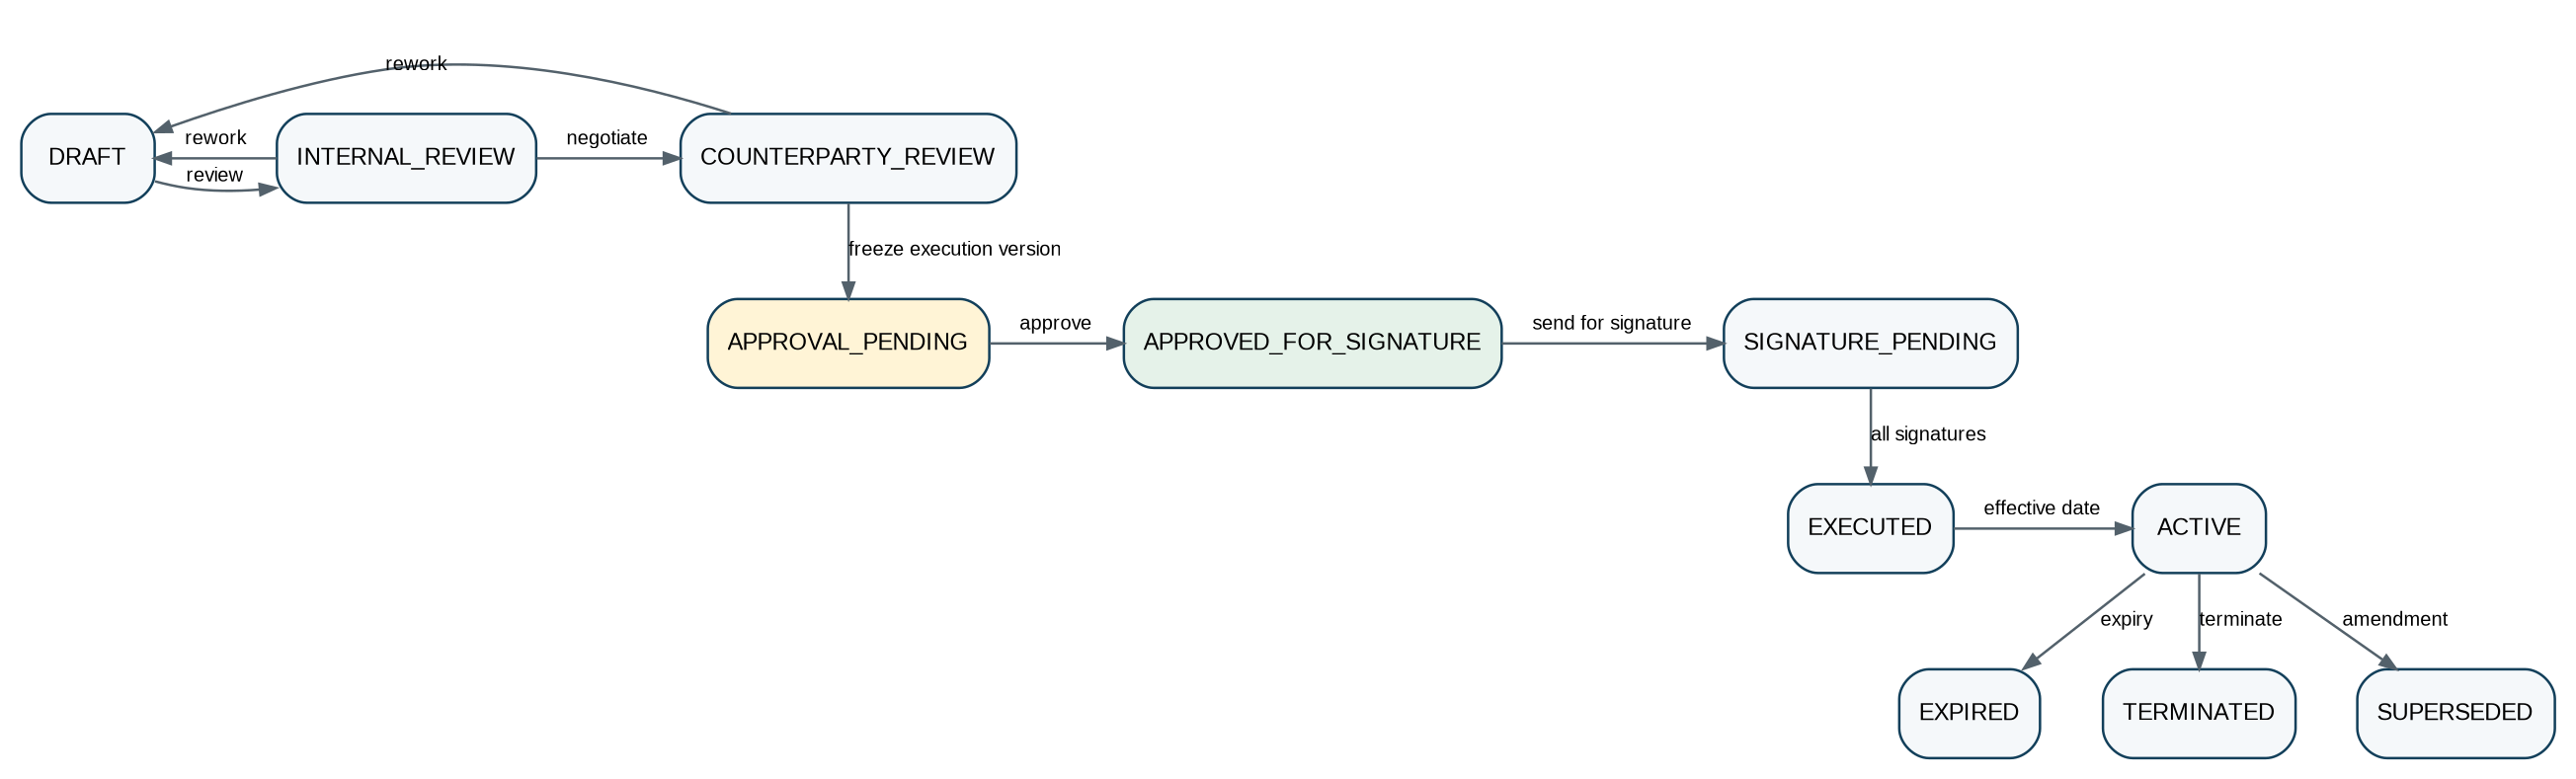 rework
DRAFT
rework
review
INTERNAL_REVIEW
negotiate
COUNTERPARTY_REVIEW
freeze execution version
APPROVAL_PENDING
approve
APPROVED_FOR_SIGNATURE
send for signature
SIGNATURE_PENDING
all signatures
EXECUTED
effective date
ACTIVE
expiry
terminate
amendment
EXPIRED
TERMINATED
SUPERSEDED